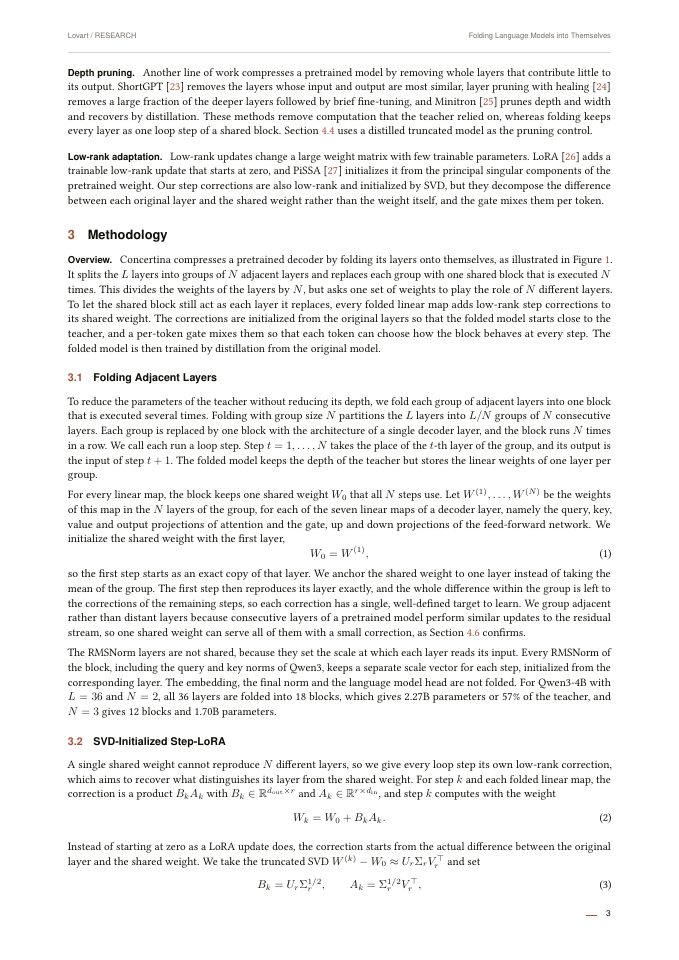 Lovart / RESEARCH
Folding Language Models into Themselves
Depth pruning. Another line of work compresses a pretrained model by removing whole layers that contribute little to
its output. ShortGPT [23] removes the layers whose input and output are most similar, layer pruning with healing [24]
removes a large fraction of the deeper layers followed by brief fine-tuning, and Minitron [25] prunes depth and width
and recovers by distillation. These methods remove computation that the teacher relied on, whereas folding keeps
every layer as one loop step of a shared block. Section 4.4 uses a distilled truncated model as the pruning control.
Low-rank adaptation. Low-rank updates change a large weight matrix with few trainable parameters. LoRA [26] adds a
trainable low-rank update that starts at zero, and PiSSA [27] initializes it from the principal singular components of the
pretrained weight. Our step corrections are also low-rank and initialized by SVD, but they decompose the difference
between each original layer and the shared weight rather than the weight itself, and the gate mixes them per token.
3 Methodology
Overview. Concertina compresses a pretrained decoder by folding its layers onto themselves, as illustrated in Figure 1.
It splits the L layers into groups of N adjacent layers and replaces each group with one shared block that is executed N
times. This divides the weights of the layers by N, but asks one set of weights to play the role of N different layers.
To let the shared block still act as each layer it replaces, every folded linear map adds low-rank step corrections to
its shared weight. The corrections are initialized from the original layers so that the folded model starts close to the
teacher, and a per-token gate mixes them so that each token can choose how the block behaves at every step. The
folded model is then trained by distillation from the original model.
3.1 Folding Adjacent Layers
To reduce the parameters of the teacher without reducing its depth, we fold each group of adjacent layers into one block
that is executed several times. Folding with group size N partitions the L layers into L/N groups of N consecutive
layers. Each group is replaced by one block with the architecture of a single decoder layer, and the block runs N times
in a row. We call each run a loop step. Step t = 1, . . . , N takes the place of the t-th layer of the group, and its output is
the input of step t + 1. The folded model keeps the depth of the teacher but stores the linear weights of one layer per
group.
For every linear map, the block keeps one shared weight W₀ that all N steps use. Let W⁽¹⁾, . . . , W⁽ᴺ⁾ be the weights
of this map in the N layers of the group, for each of the seven linear maps of a decoder layer, namely the query, key,
value and output projections of attention and the gate, up and down projections of the feed-forward network. We
initialize the shared weight with the first layer,
W₀ = W⁽¹⁾, (1)
so the first step starts as an exact copy of that layer. We anchor the shared weight to one layer instead of taking the
mean of the group. The first step then reproduces its layer exactly, and the whole difference within the group is left to
the corrections of the remaining steps, so each correction has a single, well-defined target to learn. We group adjacent
rather than distant layers because consecutive layers of a pretrained model perform similar updates to the residual
stream, so one shared weight can serve all of them with a small correction, as Section 4.6 confirms.
The RMSNorm layers are not shared, because they set the scale at which each layer reads its input. Every RMSNorm of
the block, including the query and key norms of Qwen3, keeps a separate scale vector for each step, initialized from the
corresponding layer. The embedding, the final norm and the language model head are not folded. For Qwen3-4B with
L = 36 and N = 2, all 36 layers are folded into 18 blocks, which gives 2.27B parameters or 57% of the teacher, and
N = 3 gives 12 blocks and 1.70B parameters.
3.2 SVD-Initialized Step-LoRA
A single shared weight cannot reproduce N different layers, so we give every loop step its own low-rank correction,
which aims to recover what distinguishes its layer from the shared weight. For step k and each folded linear map, the
correction is a product B_k A_k with B_k ∈ ℝ^{d_out×r} and A_k ∈ ℝ^{r×d_in}, and step k computes with the weight
W_k = W₀ + B_k A_k. (2)
Instead of starting at zero as a LoRA update does, the correction starts from the actual difference between the original
layer and the shared weight. We take the truncated SVD W^{(k)} − W₀ ≈ U_r Σ_r V_r^⊤ and set
B_k = U_r Σ_r^{1/2}, A_k = Σ_r^{1/2} V_r^⊤, (3)
3